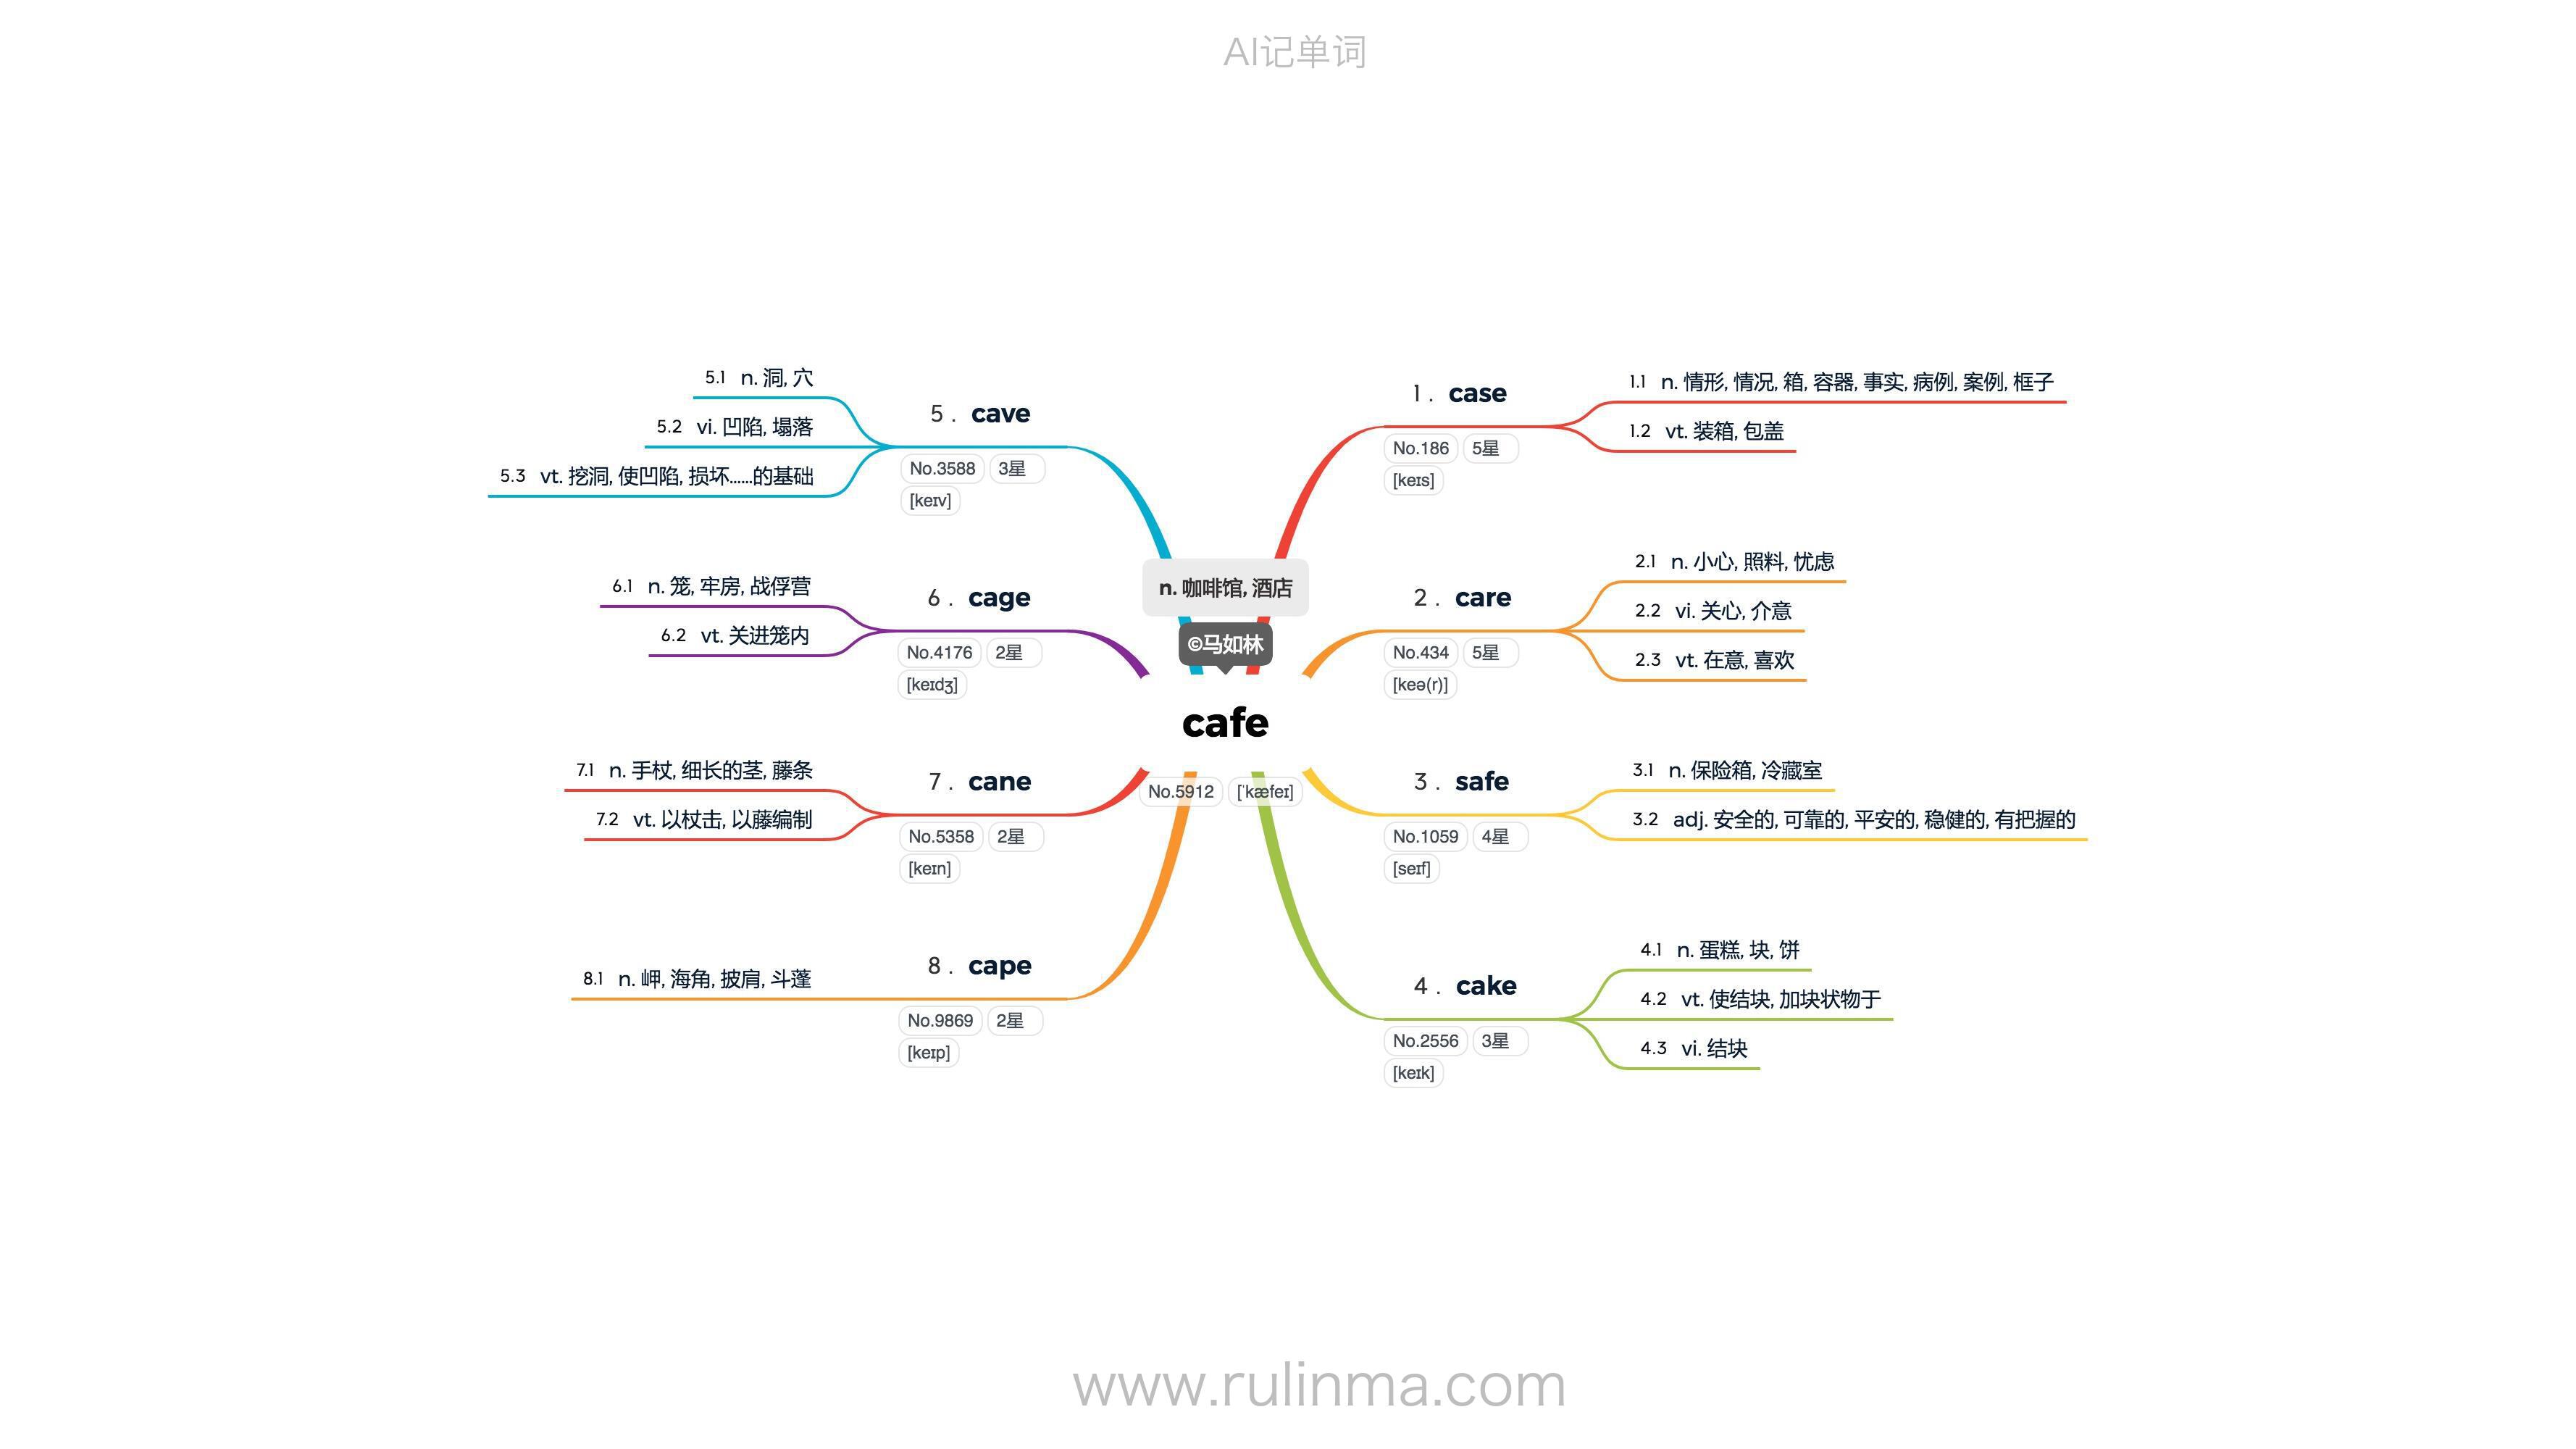 AI记单词
n. 咖啡馆, 酒店
©马如林
cafe
No.5912 [ˈkæfeɪ]
1. case
No.186 5星
[keɪs]
1.1 n. 情形, 情况, 箱, 容器, 事实, 病例, 案例, 框子
1.2 vt. 装箱, 包盖
2. care
No.434 5星
[keə(r)]
2.1 n. 小心, 照料, 忧虑
2.2 vi. 关心, 介意
2.3 vt. 在意, 喜欢
3. safe
No.1059 4星
[seɪf]
3.1 n. 保险箱, 冷藏室
3.2 adj. 安全的, 可靠的, 平安的, 稳健的, 有把握的
4. cake
No.2556 3星
[keɪk]
4.1 n. 蛋糕, 块, 饼
4.2 vt. 使结块, 加块状物于
4.3 vi. 结块
5. cave
No.3588 3星
[keɪv]
5.1 n. 洞, 穴
5.2 vi. 凹陷, 塌落
5.3 vt. 挖洞, 使凹陷, 损坏......的基础
6. cage
No.4176 2星
[keɪdʒ]
6.1 n. 笼, 牢房, 战俘营
6.2 vt. 关进笼内
7. cane
No.5358 2星
[keɪn]
7.1 n. 手杖, 细长的茎, 藤条
7.2 vt. 以杖击, 以藤编制
8. cape
No.9869 2星
[keɪp]
8.1 n. 岬, 海角, 披肩, 斗蓬
www.rulinma.com